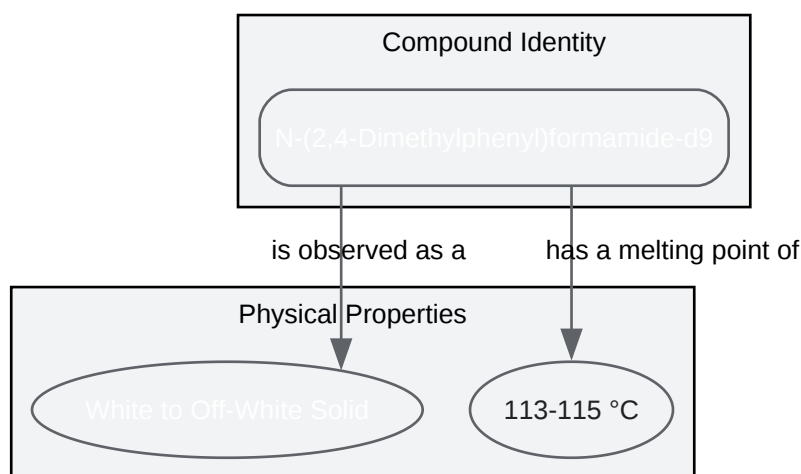 Compound Identity
N-(2,4-Dimethylphenyl)formamide-d9
is observed as a
has a melting point of
Physical Properties
White to Off-White Solid
113-115 °C